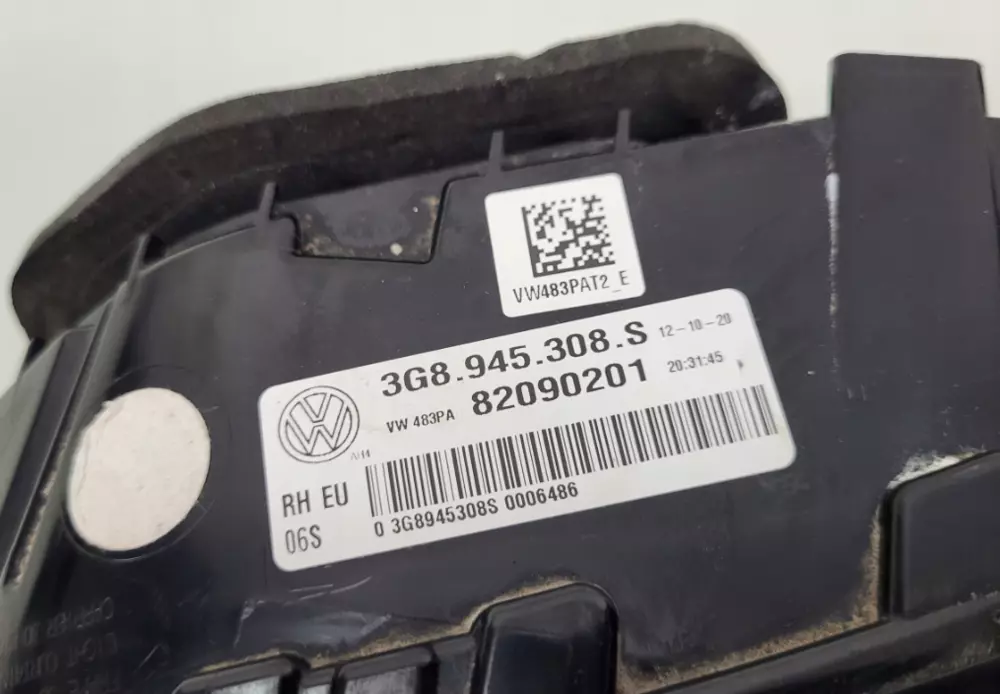 VW483PAT2_E
3G8.945.308.S 12-10-20
VW 483PA 82090201 20:31:45
RH EU
06S
0 3G8945308S 0006486